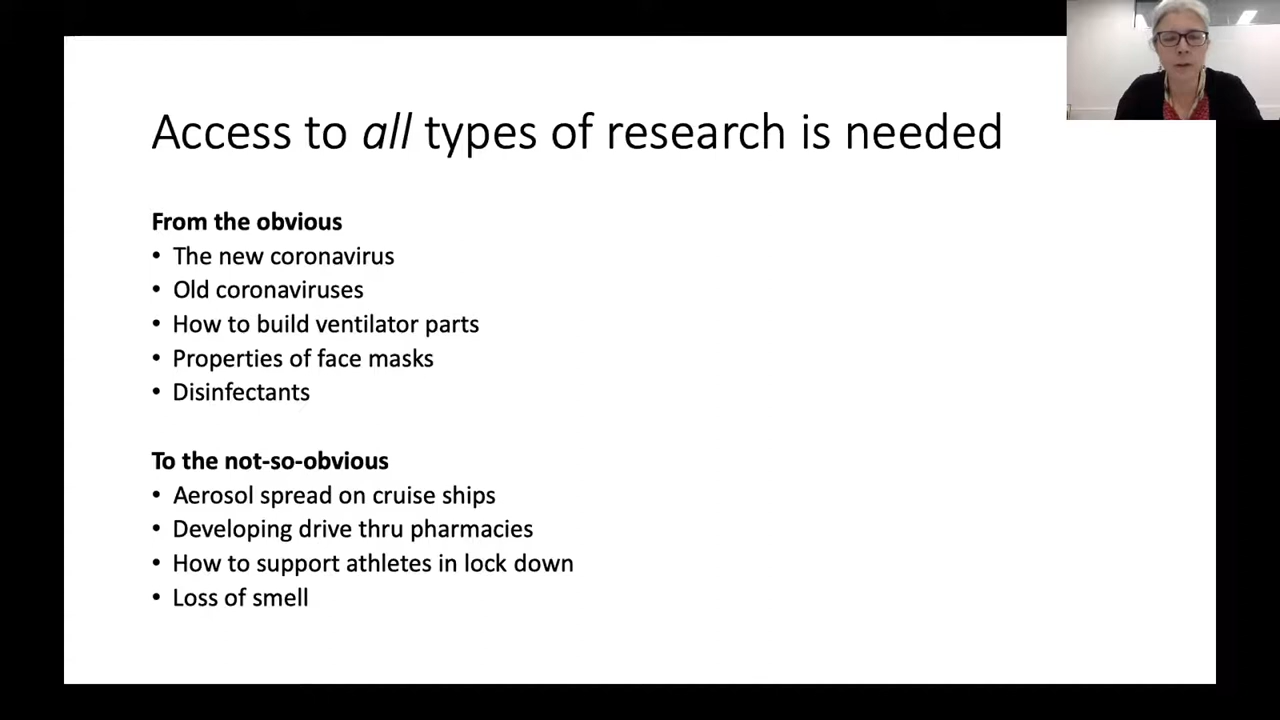 Access to all types of research is needed
From the obvious
• The new coronavirus
• Old coronaviruses
• How to build ventilator parts
• Properties of face masks
• Disinfectants
To the not-so-obvious
• Aerosol spread on cruise ships
• Developing drive thru pharmacies
• How to support athletes in lock down
• Loss of smell